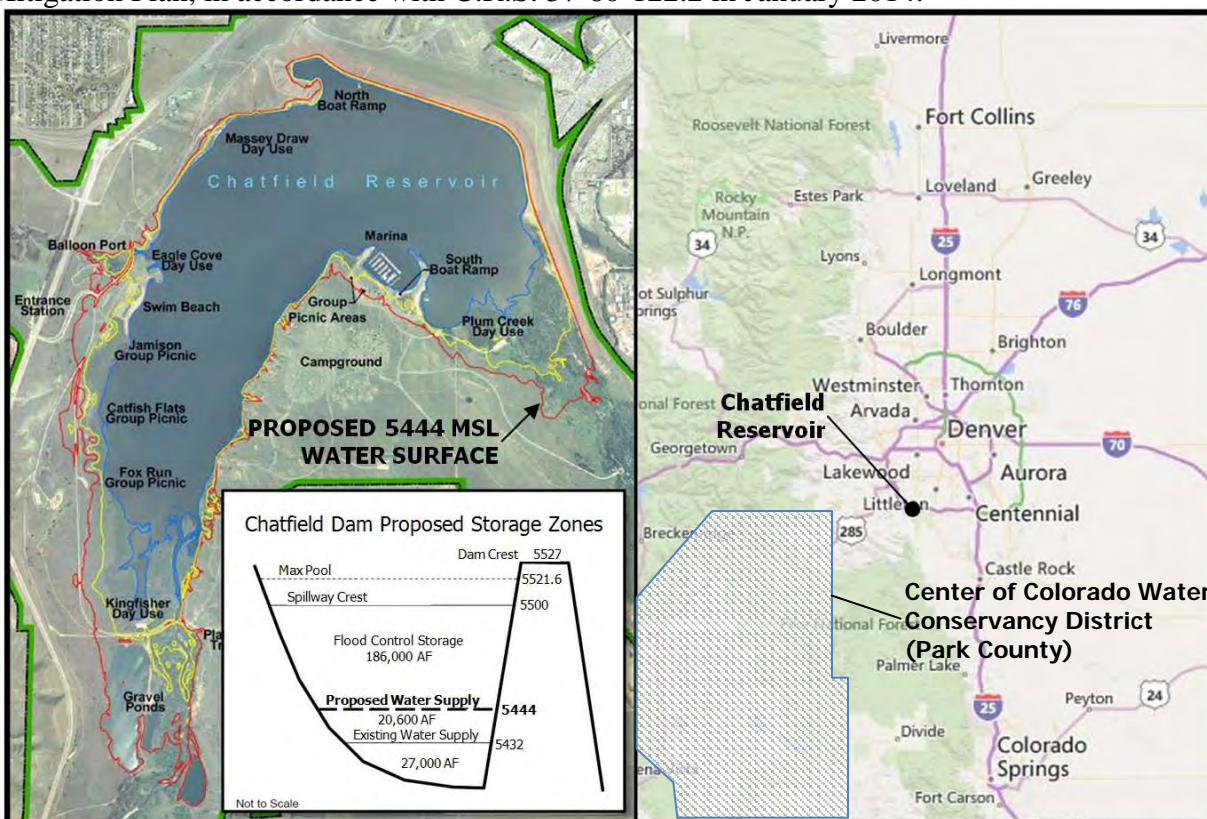 Mitigation Plan, in accordance with C.R.S. 37-60-122.2 in January 2014.
North
Boat Ramp
Massey Draw
Day Use
Chatfield Reservoir
Balloon Port
Eagle Cove
Day Use
Marina
South
Boat Ramp
Entrance
Station
Swim Beach
Group
Picnic Areas
Plum Creek
Day Use
Jamison
Group Picnic
Campground
Catfish Flats
Group Picnic
PROPOSED 5444 MSL
WATER SURFACE
Fox Run
Group Picnic
Kingfisher
Day Use
Gravel
Ponds
Chatfield Dam Proposed Storage Zones
Dam Crest 5527
Max Pool
5521.6
Spillway Crest
5500
Flood Control Storage
186,000 AF
Proposed Water Supply
5444
20,600 AF
Existing Water Supply
5432
27,000 AF
Not to Scale
Livermore
Fort Collins
Roosevelt National Forest
Greeley
Loveland
Estes Park
Rocky
Mountain
N.P.
34
25
34
Lyons
Longmont
ot Sulphur
prings
76
Boulder
Brighton
Westminster
Thornton
Arvada
onal Forest
Chatfield
Reservoir
Denver
Georgetown
70
Lakewood
Aurora
Littleton
Centennial
285
Castle Rock
Center of Colorado Water
Conservancy District
(Park County)
National Forest
Palmer Lake
Peyton
24
25
Divide
Colorado
Springs
Fort Carson